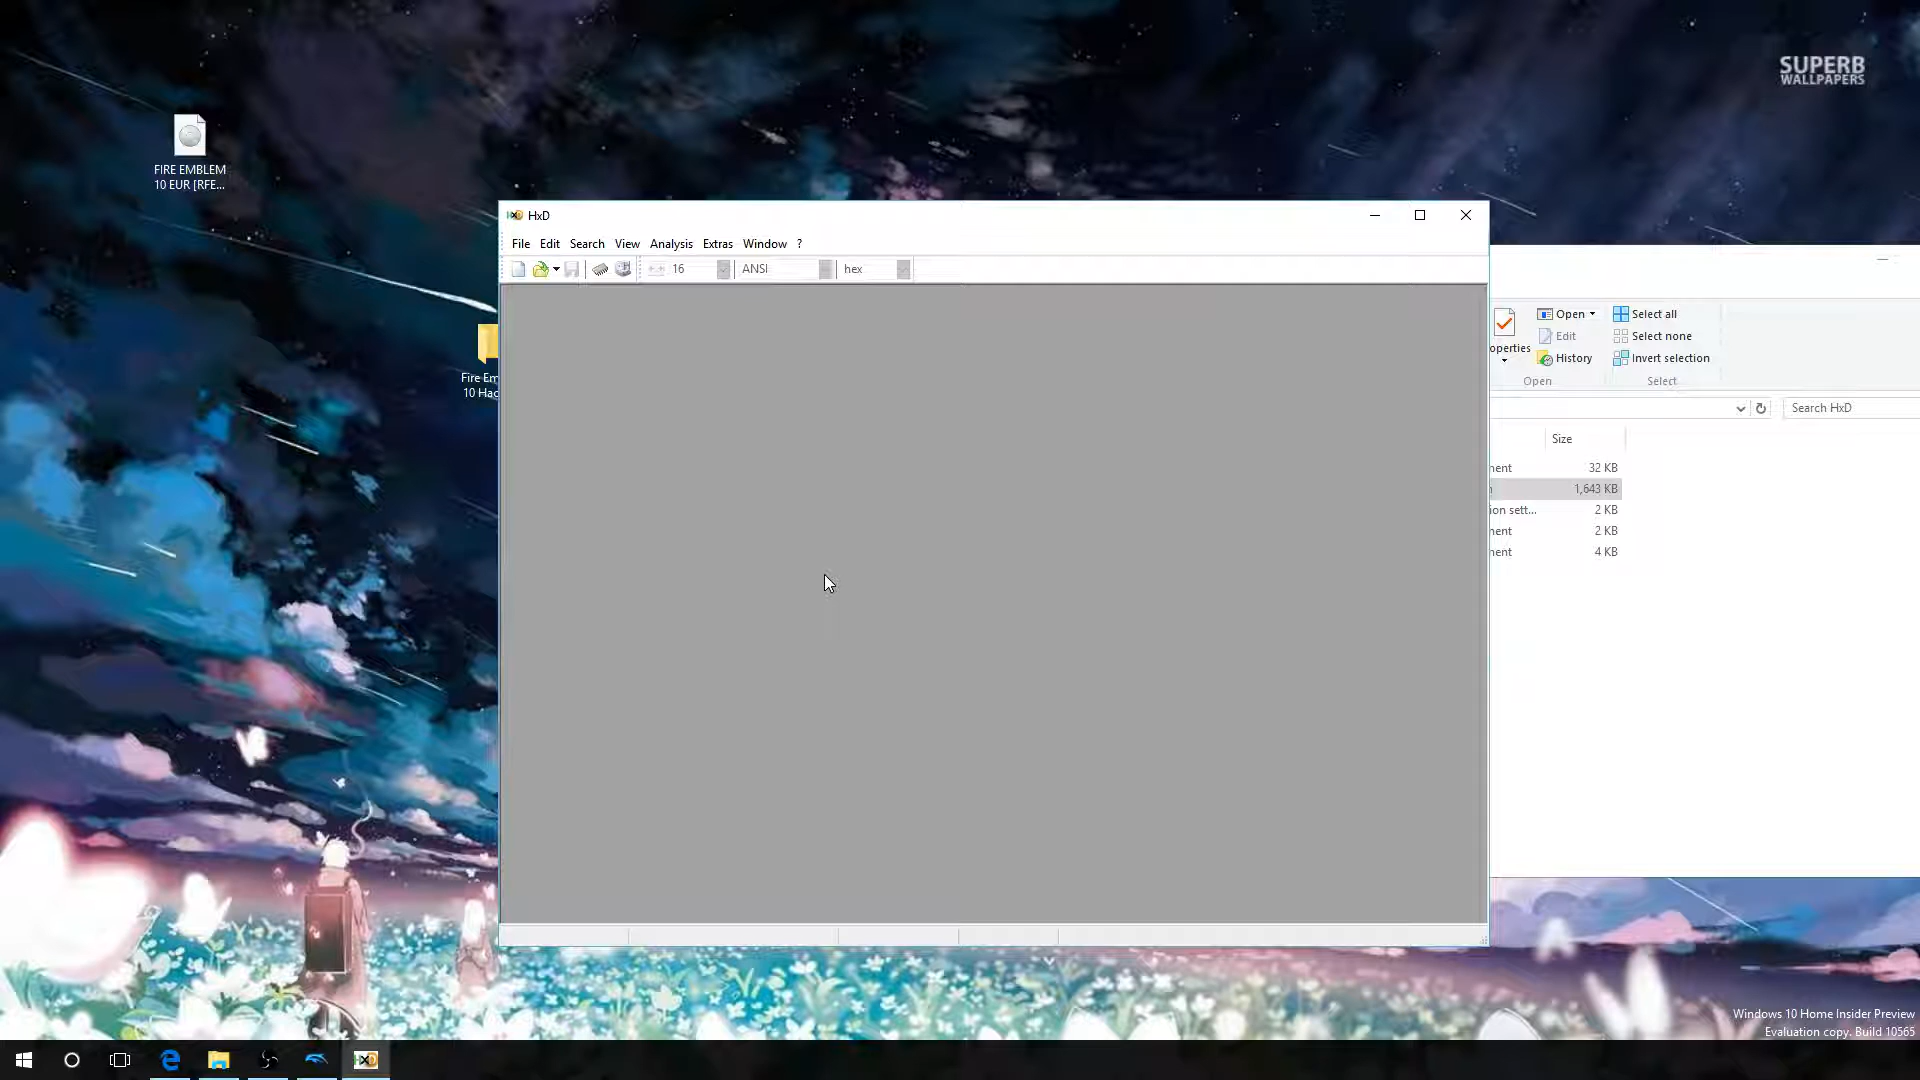 SUPERB
WALLPAPERS
FIRE EMBLEM
10 EUR [RFE...
Fire Em
10 Hac
HxD
File Edit Search View Analysis Extras Window ?
16 ANSI hex
Open Select all
Edit Select none
operties History Invert selection
Open Select
Search HxD
Size
nent 32 KB
1,643 KB
ion sett... 2 KB
nent 2 KB
nent 4 KB
Windows 10 Home Insider Preview
Evaluation copy. Build 10565